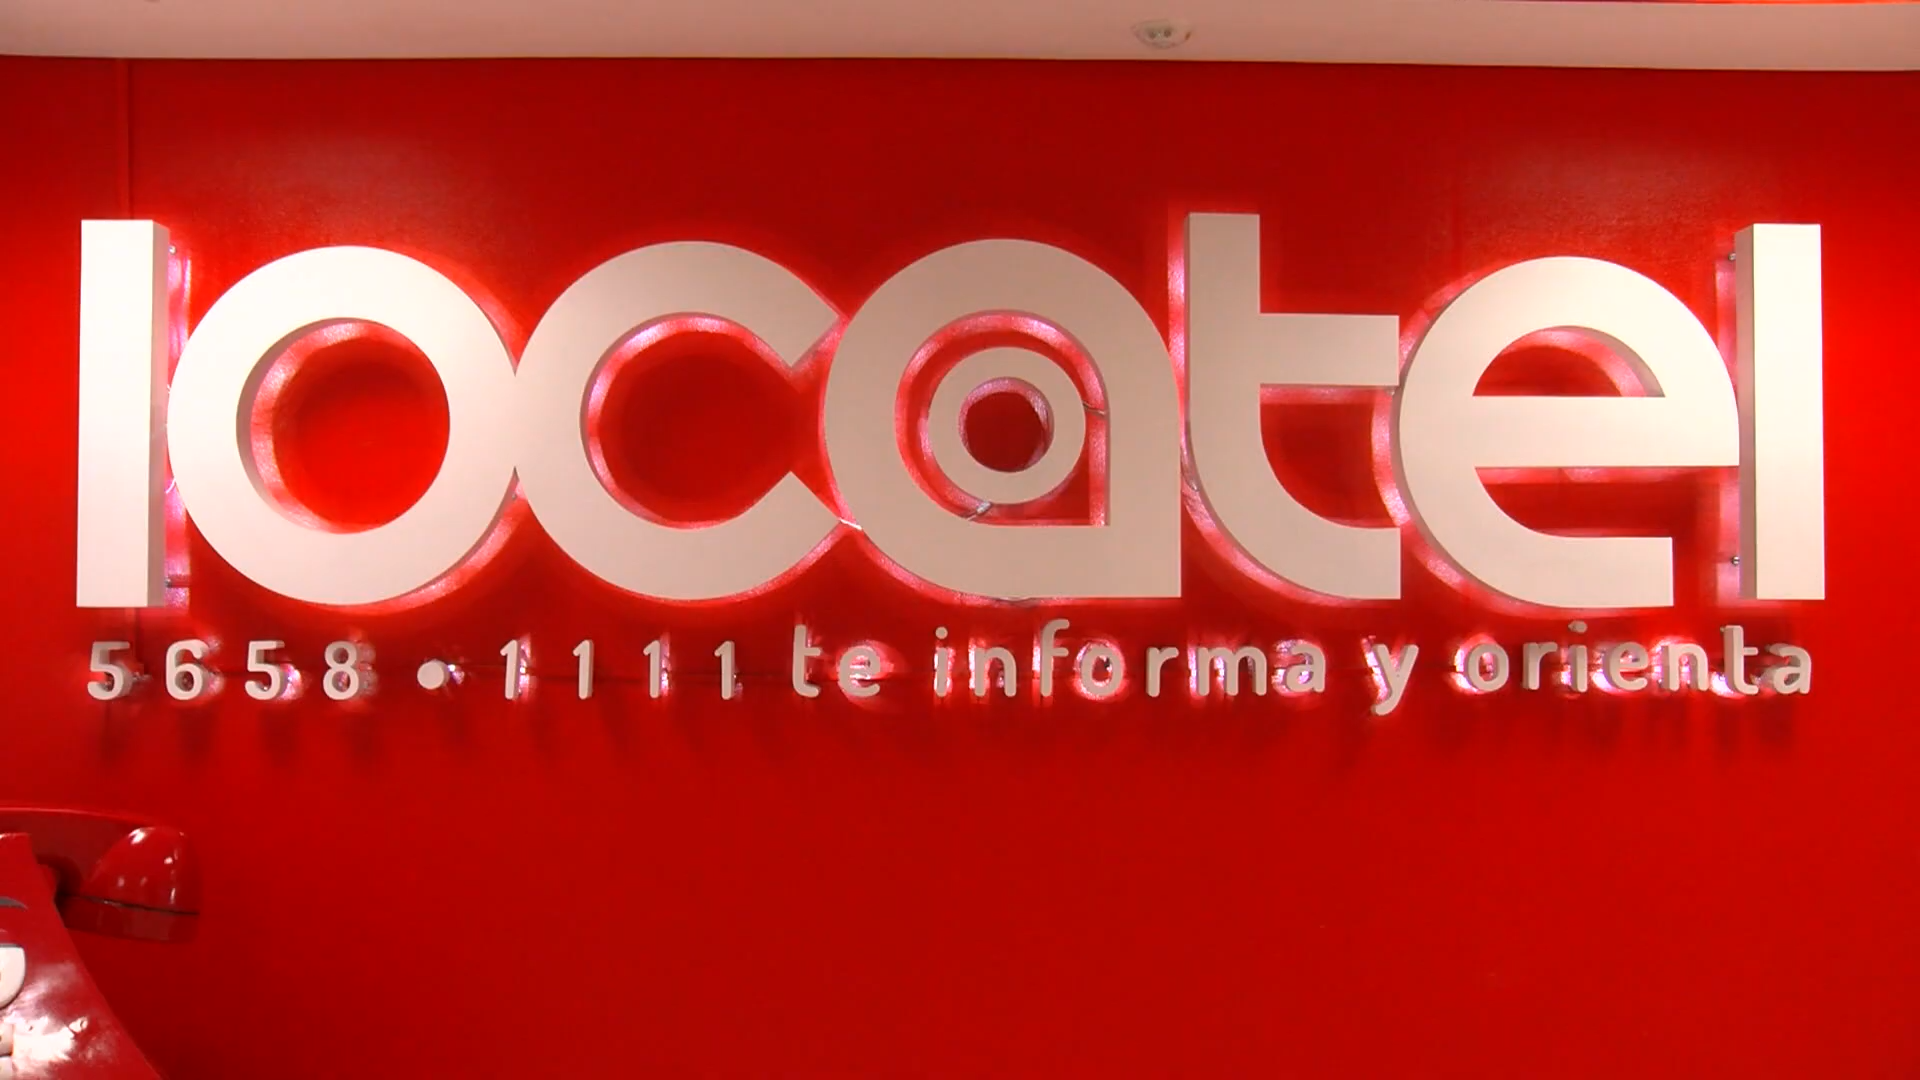 locatel
5658•1111 te informa y orienta